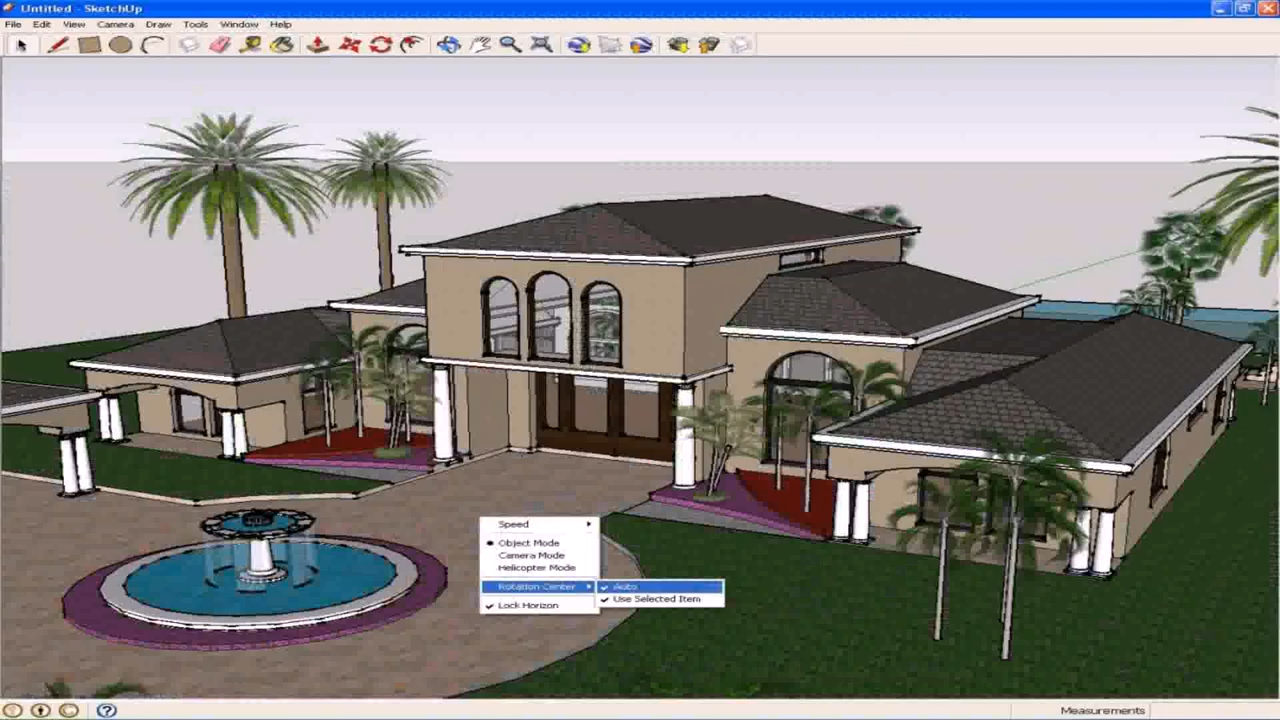 Untitled - SketchUp
File Edit View Camera Draw Tools Window Help
Speed
Object Mode
Camera Mode
Helicopter Mode
Rotation Center
Auto
Use Selected Item
Lock Horizon
Measurements